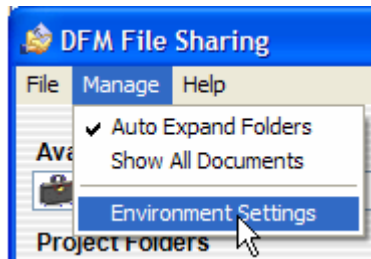 DFM File Sharing
File Manage Help
Auto Expand Folders
Show All Documents
Environment Settings
Project Folders